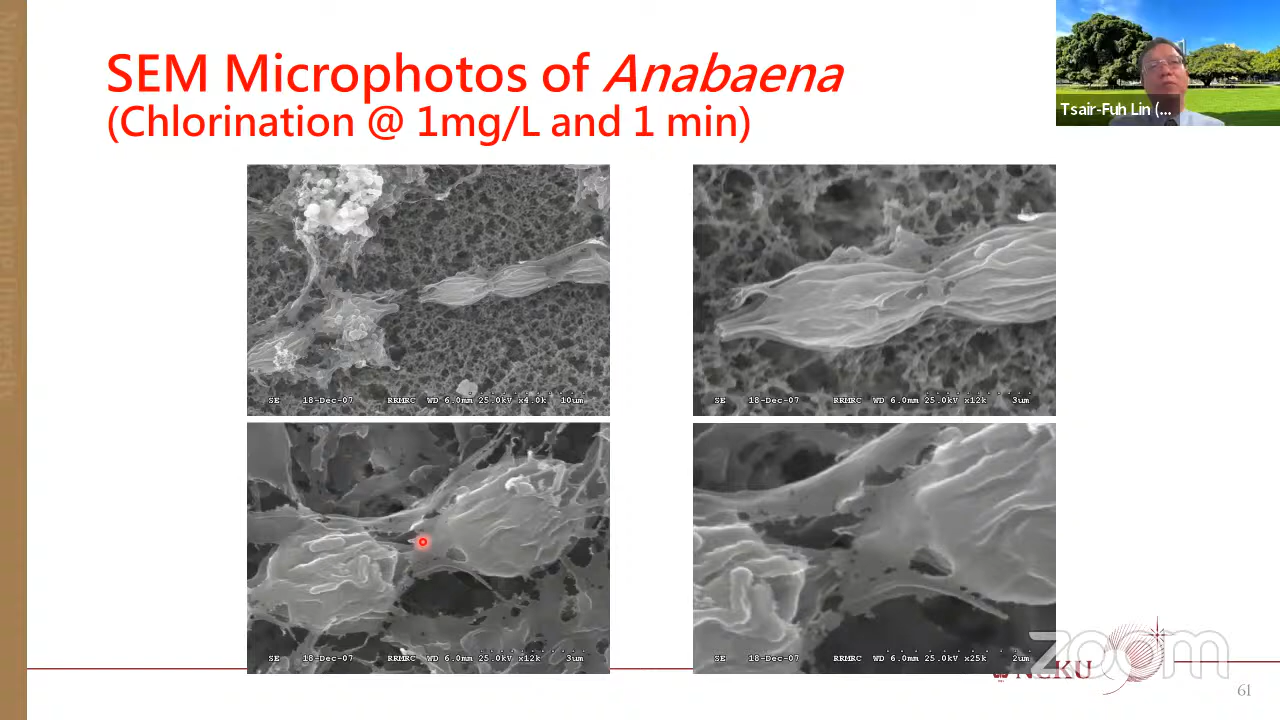 SEM Microphotos of Anabaena
(Chlorination @ 1mg/L and 1 min)
Tsair-Fuh Lin (...
SE 18-Dec-07 RRMRC WD 6.0mm 25.0kV x4.0k 10um
SE 18-Dec-07 RRMRC WD 6.0mm 25.0kV x12k 3um
SE 18-Dec-07 RRMRC WD 6.0mm 25.0kV x12k 3um
SE 18-Dec-07 RRMRC WD 6.0mm 25.0kV x25k 2um
zoom
NCKU
61